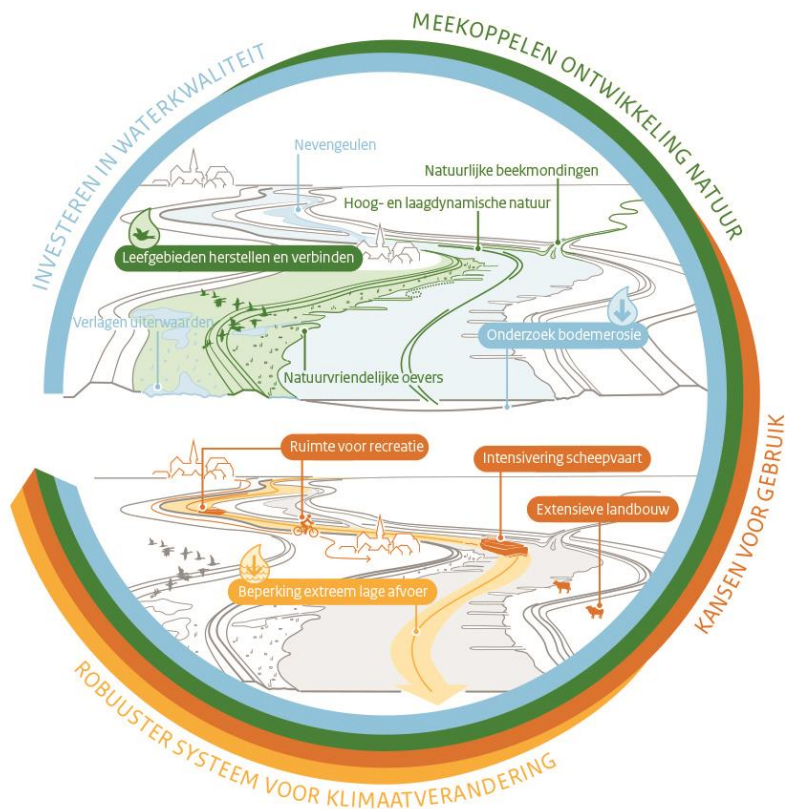 MEEKOPPELEN ONTWIKKELING NATUUR
INVESTEREN IN WATERKWALITEIT
Nevengeulen
Natuurlijke beekmondingen
Hoog- en laagdynamische natuur
Leefgebieden herstellen en verbinden
Verlagen uiterwaarden
Onderzoek bodemerosie
Natuurvriendelijke oevers
Ruimte voor recreatie
Intensivering scheepvaart
Extensieve landbouw
Beperking extreem lage afvoer
KANSEN VOOR GEBRUIK
ROBUUSTER SYSTEEM VOOR KLIMAATVERANDERING